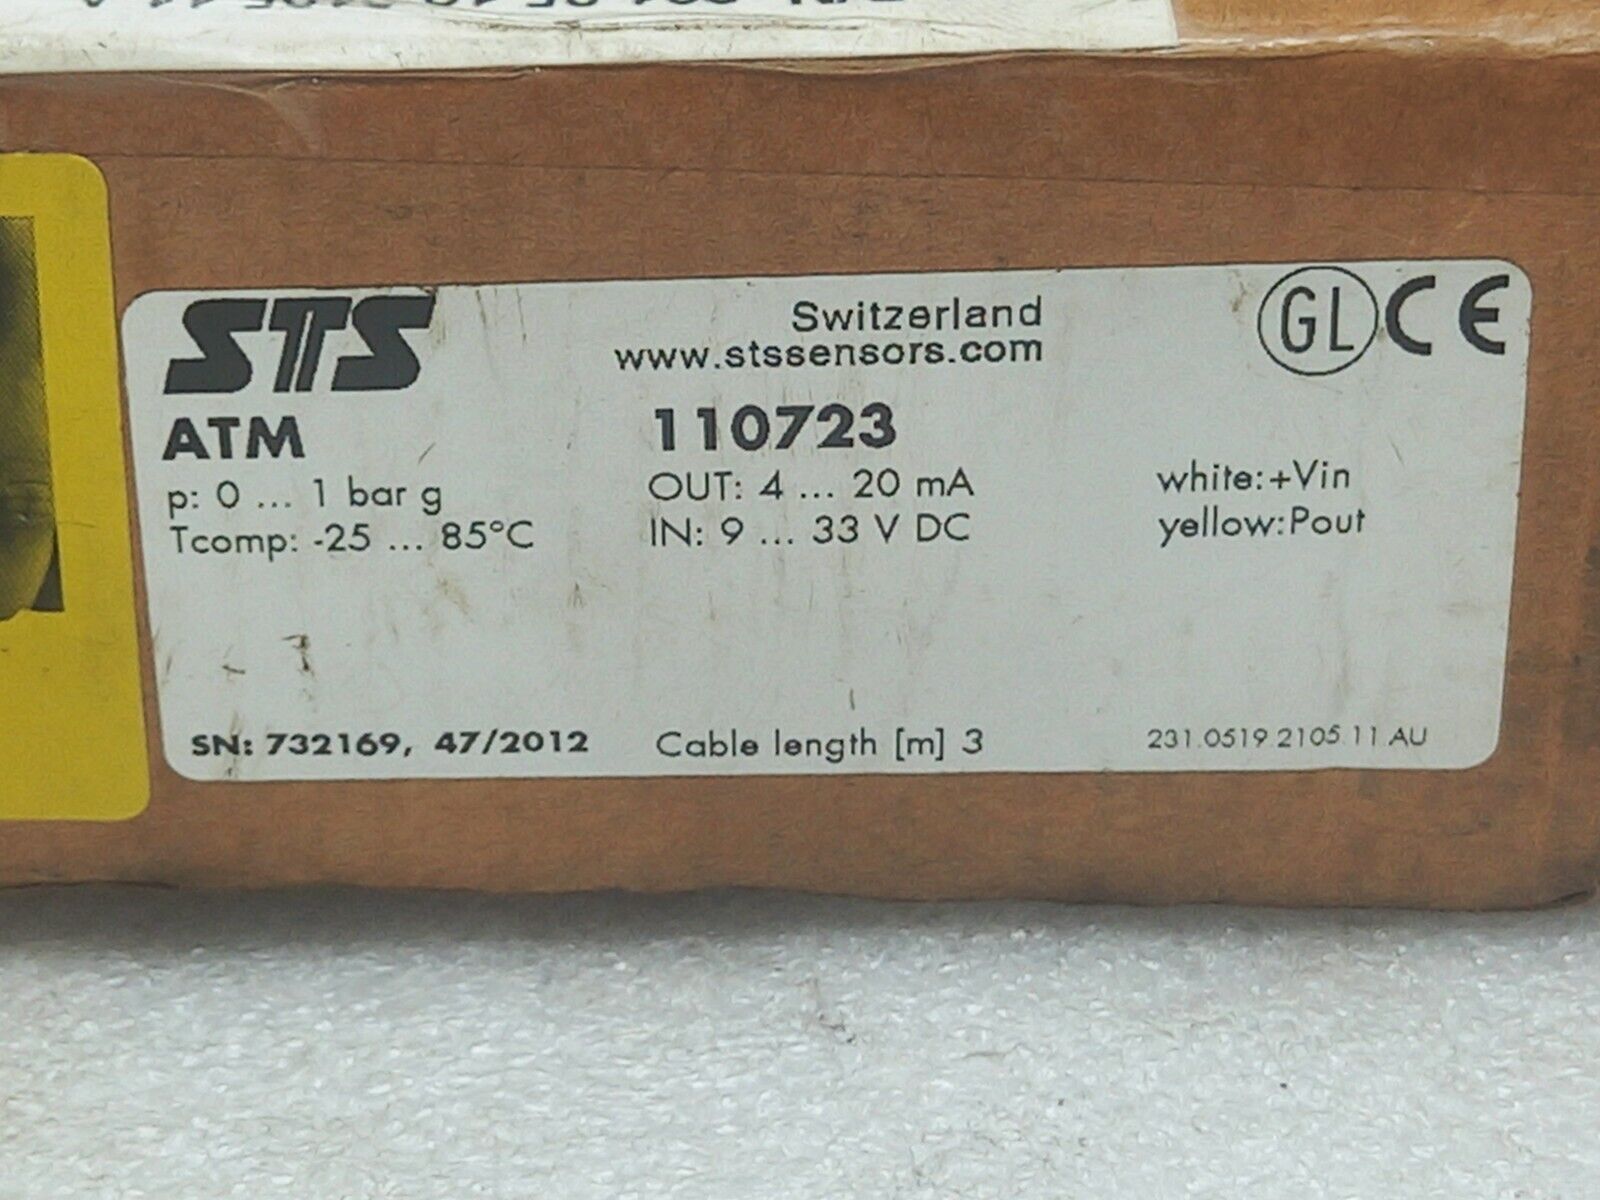 STS
Switzerland
www.stssensors.com
GL CE
ATM
110723
p: 0 ... 1 bar g
OUT: 4 ... 20 mA
white:+Vin
Tcomp: -25 ... 85°C
IN: 9 ... 33 V DC
yellow:Pout
SN: 732169, 47/2012
Cable length [m] 3
231.0519.2105.11 AU